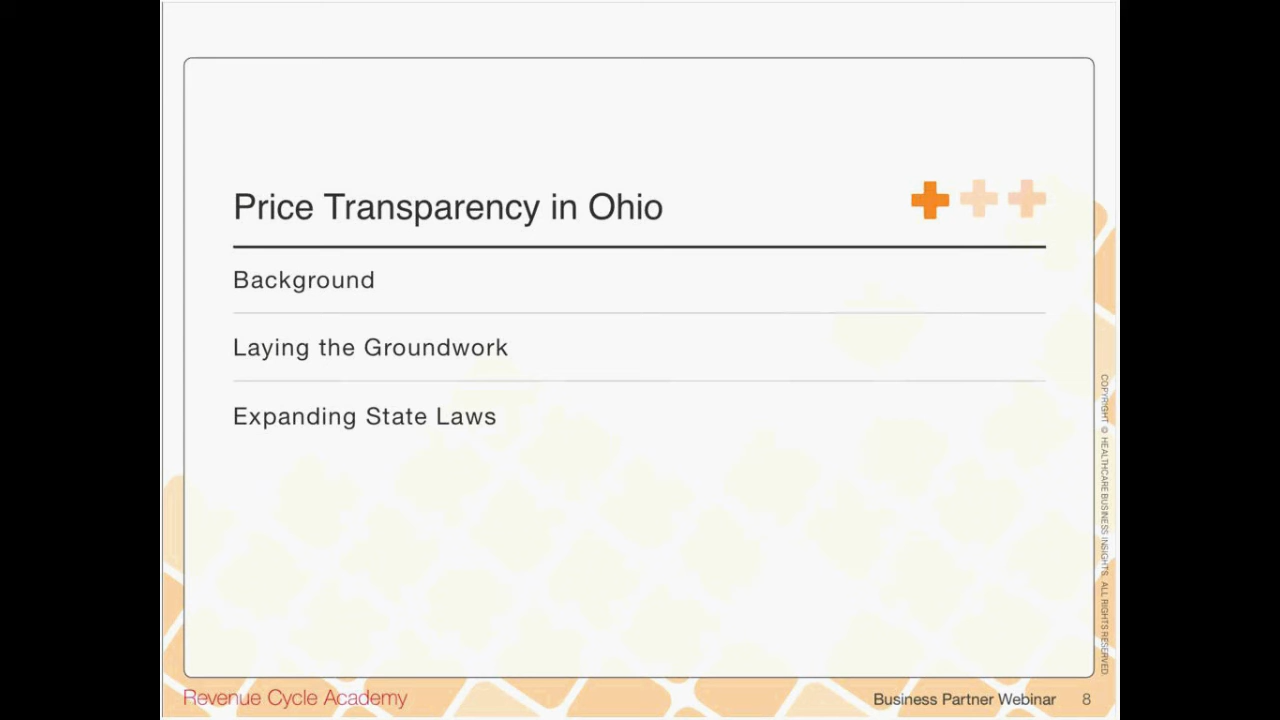 Price Transparency in Ohio
Background
Laying the Groundwork
Expanding State Laws
COPYRIGHT © HEALTHCARE BUSINESS INSIGHTS. ALL RIGHTS RESERVED.
Revenue Cycle Academy
Business Partner Webinar 8